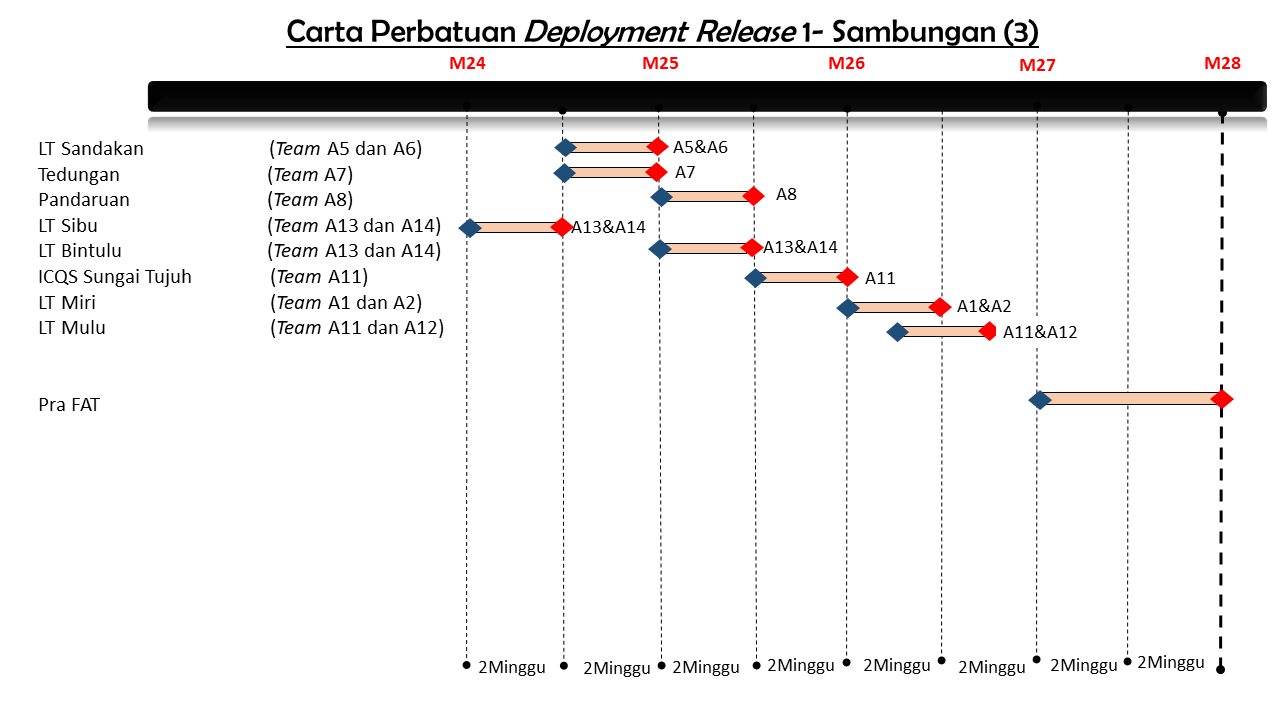 Carta Perbatuan Deployment Release 1- Sambungan (3)
M24 M25 M26 M27 M28
LT Sandakan (Team A5 dan A6) A5&A6
Tedungan (Team A7) A7
Pandaruan (Team A8) A8
LT Sibu (Team A13 dan A14) A13&A14
LT Bintulu (Team A13 dan A14) A13&A14
ICQS Sungai Tujuh (Team A11) A11
LT Miri (Team A1 dan A2) A1&A2
LT Mulu (Team A11 dan A12) A11&A12
Pra FAT
2Minggu 2Minggu 2Minggu 2Minggu 2Minggu 2Minggu 2Minggu 2Minggu